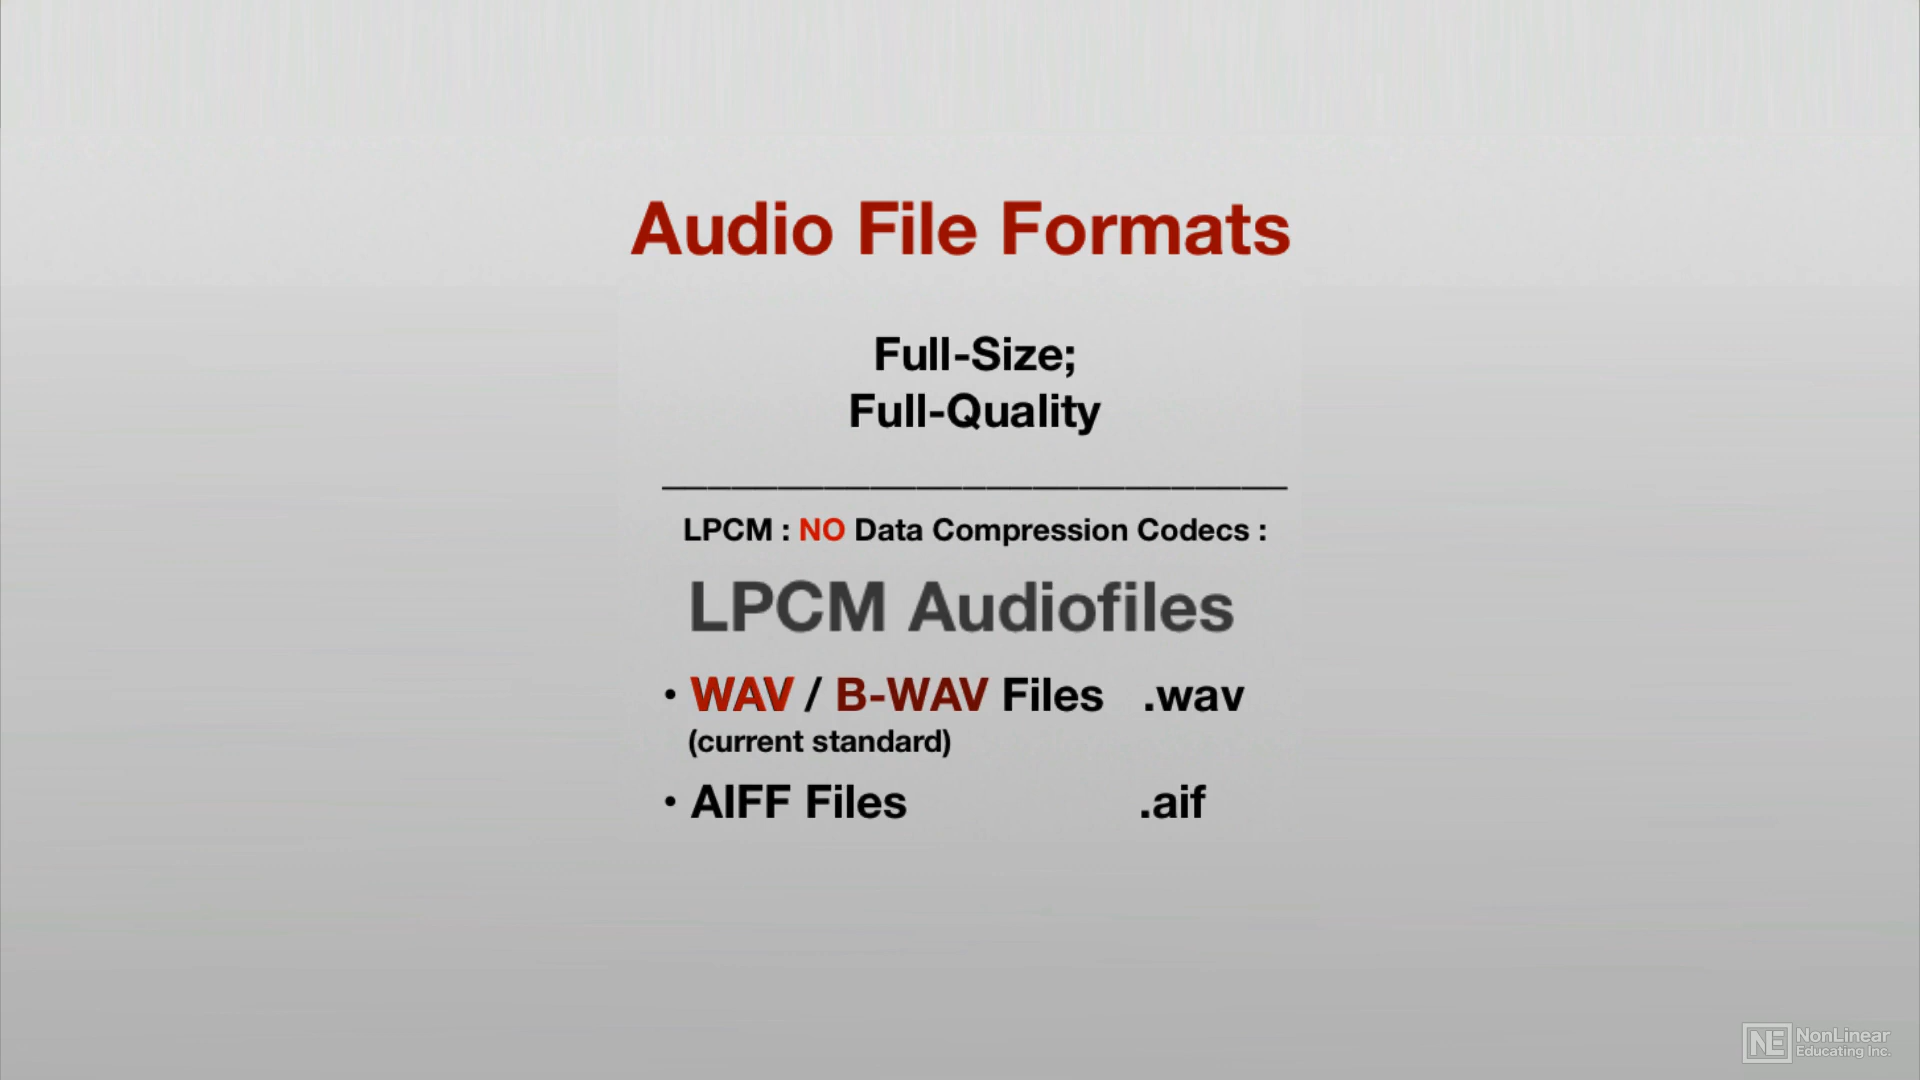 Audio File Formats
Full-Size;
Full-Quality
LPCM : NO Data Compression Codecs :
LPCM Audiofiles
• WAV / B-WAV Files .wav
(current standard)
• AIFF Files .aif
NE NonLinear
Educating Inc.